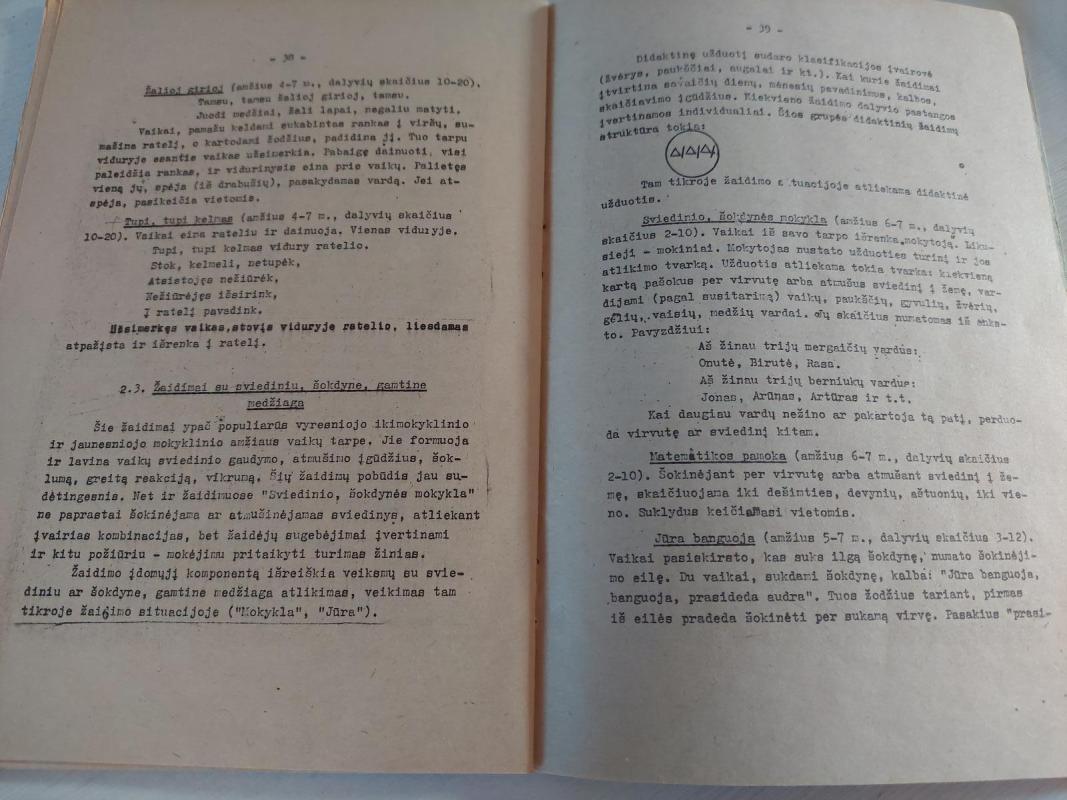 - 38 -
Žalioj girioj (amžius 4-7 m., dalyvių skaičius 10-20).
Tamsu, tamsu žalioj girioj, tamsu.
Juodi medžiai, žali lapai, negaliu matyti.
Vaikai, pamažu keldami sukabintas rankas į viršų, su-
mažina ratelį, o kartodami žodžius, padidina jį. Tuo tarpu
viduryje esantis vaikas užsimerkia. Pabaigę dainuoti, visi
paleidžia rankas, ir vidurinysis eina prie vaikų. Palietęs
vieną jų, spėja (iš drabužių), pasakydamas vardą. Jei at-
spėja, pasikeičia vietomis.
Tupi, tupi kelmas (amžius 4-7 m., dalyvių skaičius
10-20). Vaikai eina rateliu ir dainuoja. Vienas viduryje.
Tupi, tupi kelmas vidury ratelio.
Stok, kelmeli, netupėk,
Atsistojęs nežiūrėk,
Nežiūrėjęs išsirink,
Į ratelį pavadink.
Užsimerkęs vaikas, stovįs viduryje ratelio, liesdamas
atpažįsta ir išrenka į ratelį.
2.3. Žaidimai su sviediniu, šokdyne, gamtine
medžiaga
Šie žaidimai ypač populiarūs vyresniojo ikimokyklinio
ir jaunesniojo mokyklinio amžiaus vaikų tarpe. Jie formuoja
ir lavina vaikų sviedinio gaudymo, atmušimo įgūdžius, šok-
lumą, greitą reakciją, vikrumą. Šių žaidimų pobūdis jau su-
dėtingesnis. Net ir žaidimuose "Sviedinio, šokdynės mokykla"
ne paprastai šokinėjama ar atmušinėjamas sviedinys, atliekant
įvairias kombinacijas, bet žaidėjų sugebėjimai įvertinami
ir kitu požiūriu - mokėjimu pritaikyti turimas žinias.
Žaidimo įdomųjį komponentą išreiškia veiksmų su svie-
diniu ar šokdyne, gamtine medžiaga atlikimas, veikimas tam
tikroje žaidimo situacijoje ("Mokykla", "Jūra").
- 39 -
Didaktinę užduotį sudaro klasifikacijos įvairovė
(žvėrys, paukščiai, augalai ir kt.). Kai kurie žaidimai
įtvirtina savaičių dienų, mėnesių pavadinimus, kalbos,
skaičiavimo įgūdžius. Kiekvieno žaidimo dalyvio pastangos
įvertinamos individualiai. Šios grupės didaktinių žaidimų
struktūra tokia:
Tam tikroje žaidimo situacijoje atliekama didaktinė
užduotis.
Sviedinio, šokdynės mokykla (amžius 6-7 m., dalyvių
skaičius 2-10). Vaikai iš savo tarpo išrenka mokytoją. Liku-
sieji - mokiniai. Mokytojas nustato užduoties turinį ir jos
atlikimo tvarką. Užduotis atliekama tokia tvarka: kiekvieną
kartą pašokus per virvutę arba atmušus sviedinį į žemę, var-
dijami (pagal susitarimą) vaikų, paukščių, gyvulių, žvėrių,
gėlių, vaisių, medžių vardai. Jų skaičius numatomas iš anks-
to. Pavyzdžiui:
Aš žinau trijų mergaičių vardus:
Onutė, Birutė, Rasa.
Aš žinau trijų berniukų vardus:
Jonas, Arūnas, Artūras ir t.t.
Kai daugiau vardų nežino ar pakartoja tą patį, perduo-
da virvutę ar sviedinį kitam.
Matematikos pamoka (amžius 6-7 m., dalyvių skaičius
2-10). Šokinėjant per virvutę arba atmušant sviedinį į že-
mę, skaičiuojama iki dešimties, devynių, aštuonių, iki vie-
no. Suklydus keičiamasi vietomis.
Jūra banguoja (amžius 5-7 m., dalyvių skaičius 3-12).
Vaikai pasiskirsto, kas suks ilgą šokdynę, numato šokinėji-
mo eilę. Du vaikai, sukdami šokdynę, kalba: "Jūra banguoja,
banguoja, prasideda audra". Tuos žodžius tariant, pirmas
iš eilės pradeda šokinėti per sukamą virvę. Pasakius "prasi-